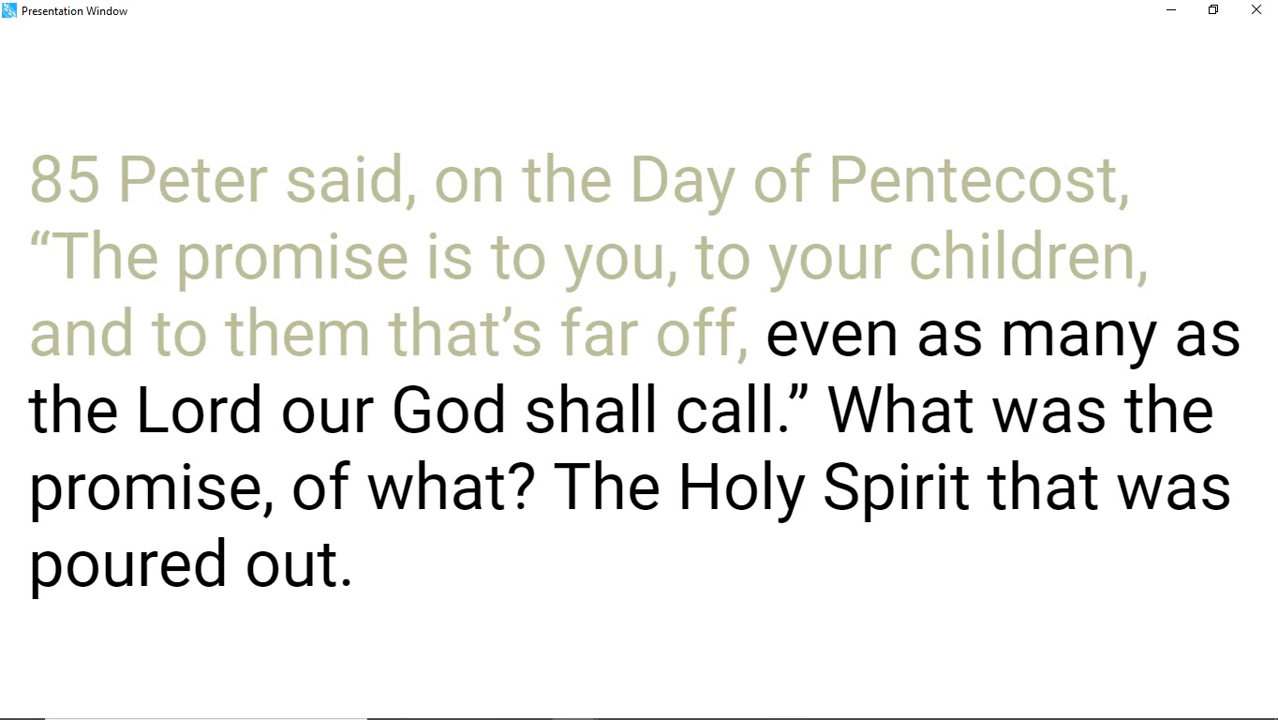 Presentation Window
85 Peter said, on the Day of Pentecost,
“The promise is to you, to your children,
and to them that’s far off, even as many as
the Lord our God shall call.” What was the
promise, of what? The Holy Spirit that was
poured out.